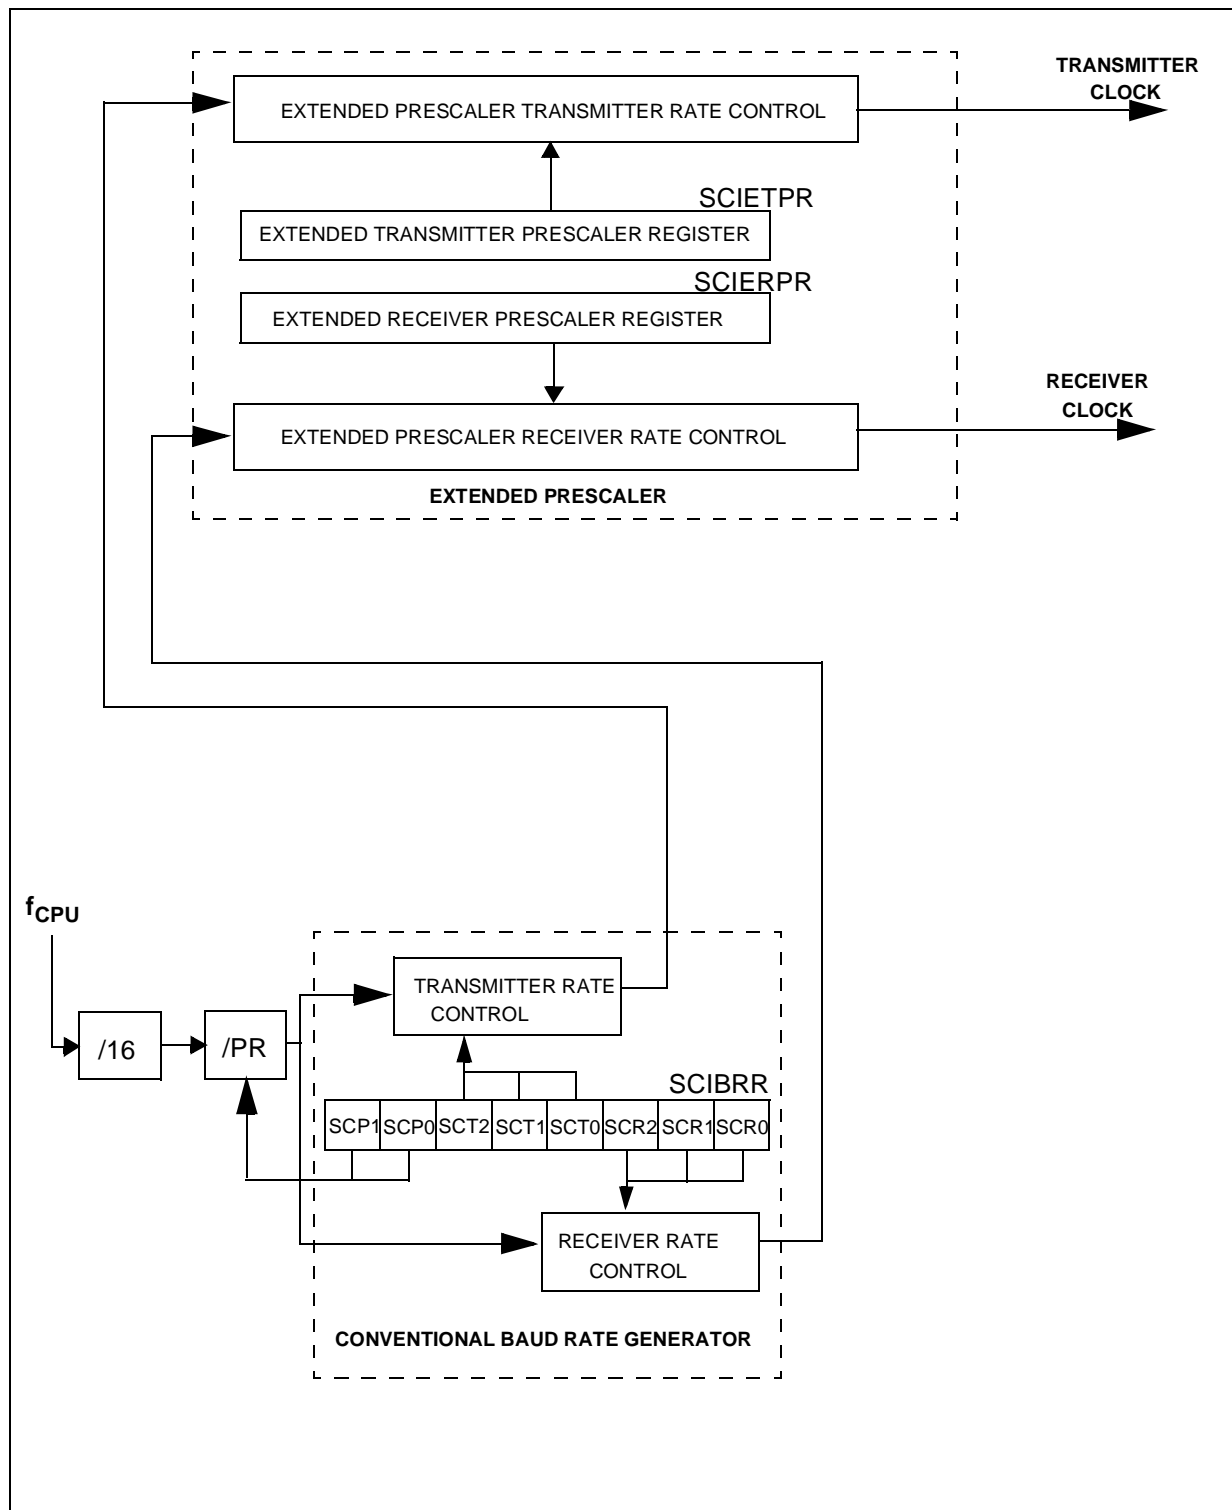 TRANSMITTER
CLOCK
EXTENDED PRESCALER TRANSMITTER RATE CONTROL
SCIETPR
EXTENDED TRANSMITTER PRESCALER REGISTER
SCIERPR
EXTENDED RECEIVER PRESCALER REGISTER
RECEIVER
CLOCK
EXTENDED PRESCALER RECEIVER RATE CONTROL
EXTENDED PRESCALER
fCPU
TRANSMITTER RATE
CONTROL
/16
/PR
SCIBRR
SCP1 SCP0 SCT2 SCT1 SCT0 SCR2 SCR1 SCR0
RECEIVER RATE
CONTROL
CONVENTIONAL BAUD RATE GENERATOR